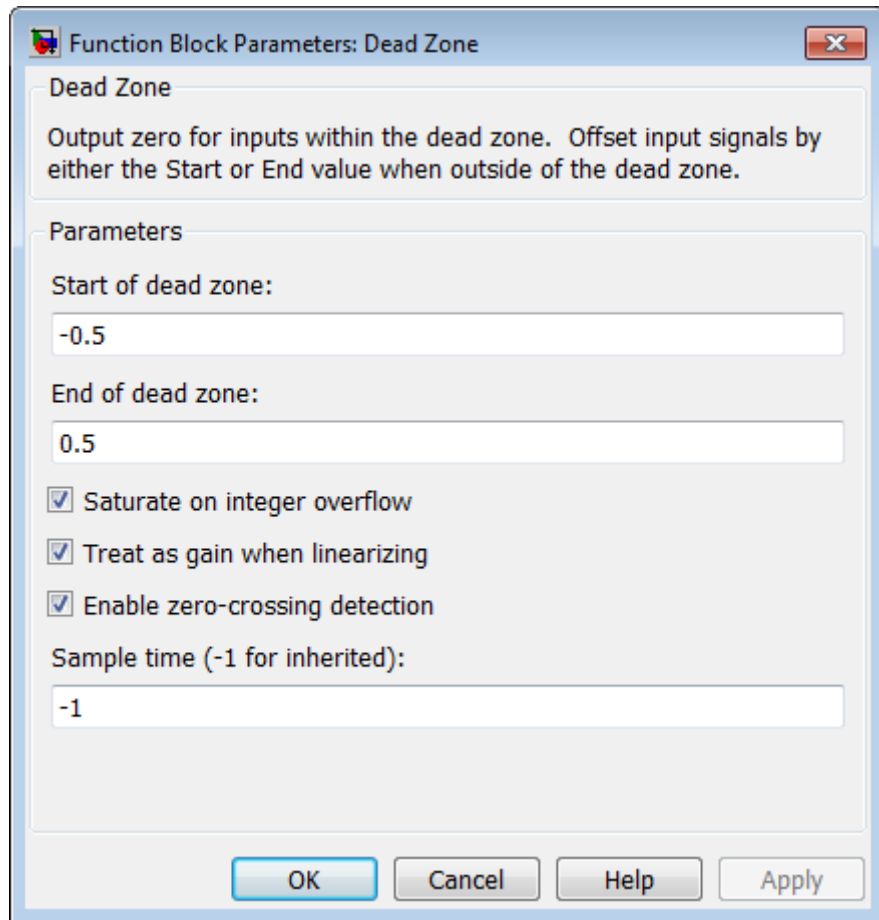 Function Block Parameters: Dead Zone
Dead Zone
Output zero for inputs within the dead zone.  Offset input signals by
either the Start or End value when outside of the dead zone.
Parameters
Start of dead zone:
-0.5
End of dead zone:
0.5
Saturate on integer overflow
Treat as gain when linearizing
Enable zero-crossing detection
Sample time (-1 for inherited):
-1
OK Cancel Help Apply